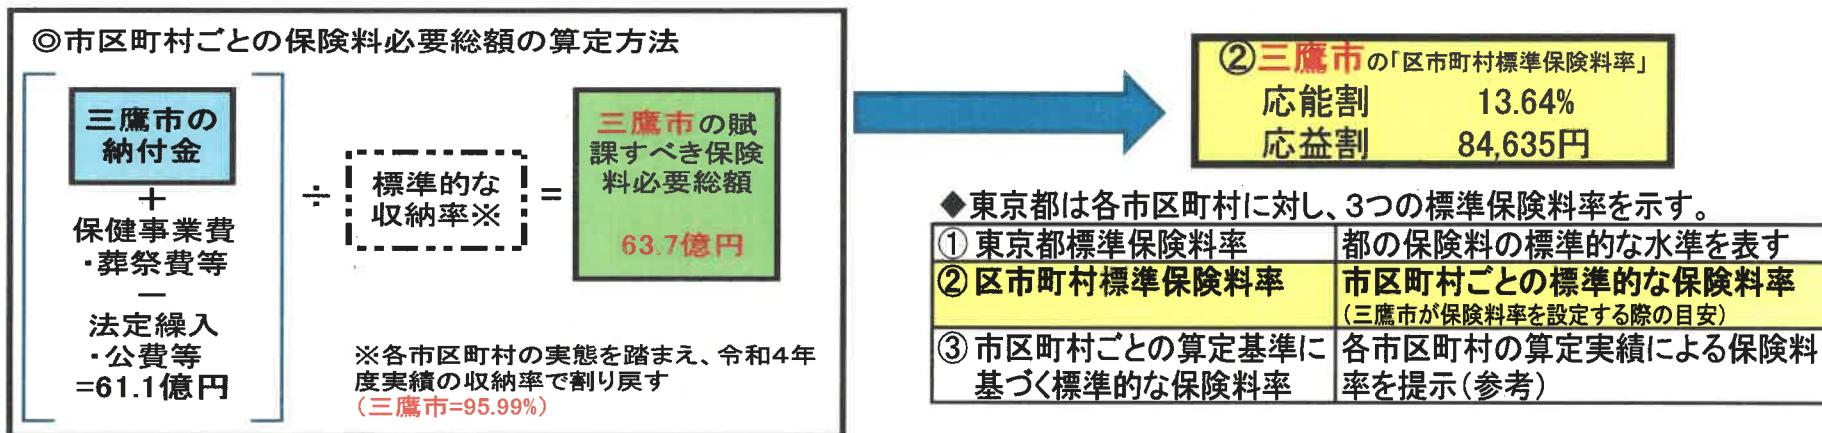 ◎市区町村ごとの保険料必要総額の算定方法
三鷹市の
納付金
＋
保健事業費
・葬祭費等
－
法定繰入
・公費等
=61.1億円
÷
標準的な
収納率※
=
三鷹市の賦
課すべき保険
料必要総額
63.7億円
※各市区町村の実態を踏まえ、令和4年
度実績の収納率で割り戻す
（三鷹市=95.99%）
②三鷹市の「区市町村標準保険料率」
応能割 13.64%
応益割 84,635円
◆東京都は各市区町村に対し、3つの標準保険料率を示す。
① 東京都標準保険料率 都の保険料の標準的な水準を表す
② 区市町村標準保険料率 市区町村ごとの標準的な保険料率
（三鷹市が保険料率を設定する際の目安）
③ 市区町村ごとの算定基準に 各市区町村の算定実績による保険料
基づく標準的な保険料率 率を提示（参考）